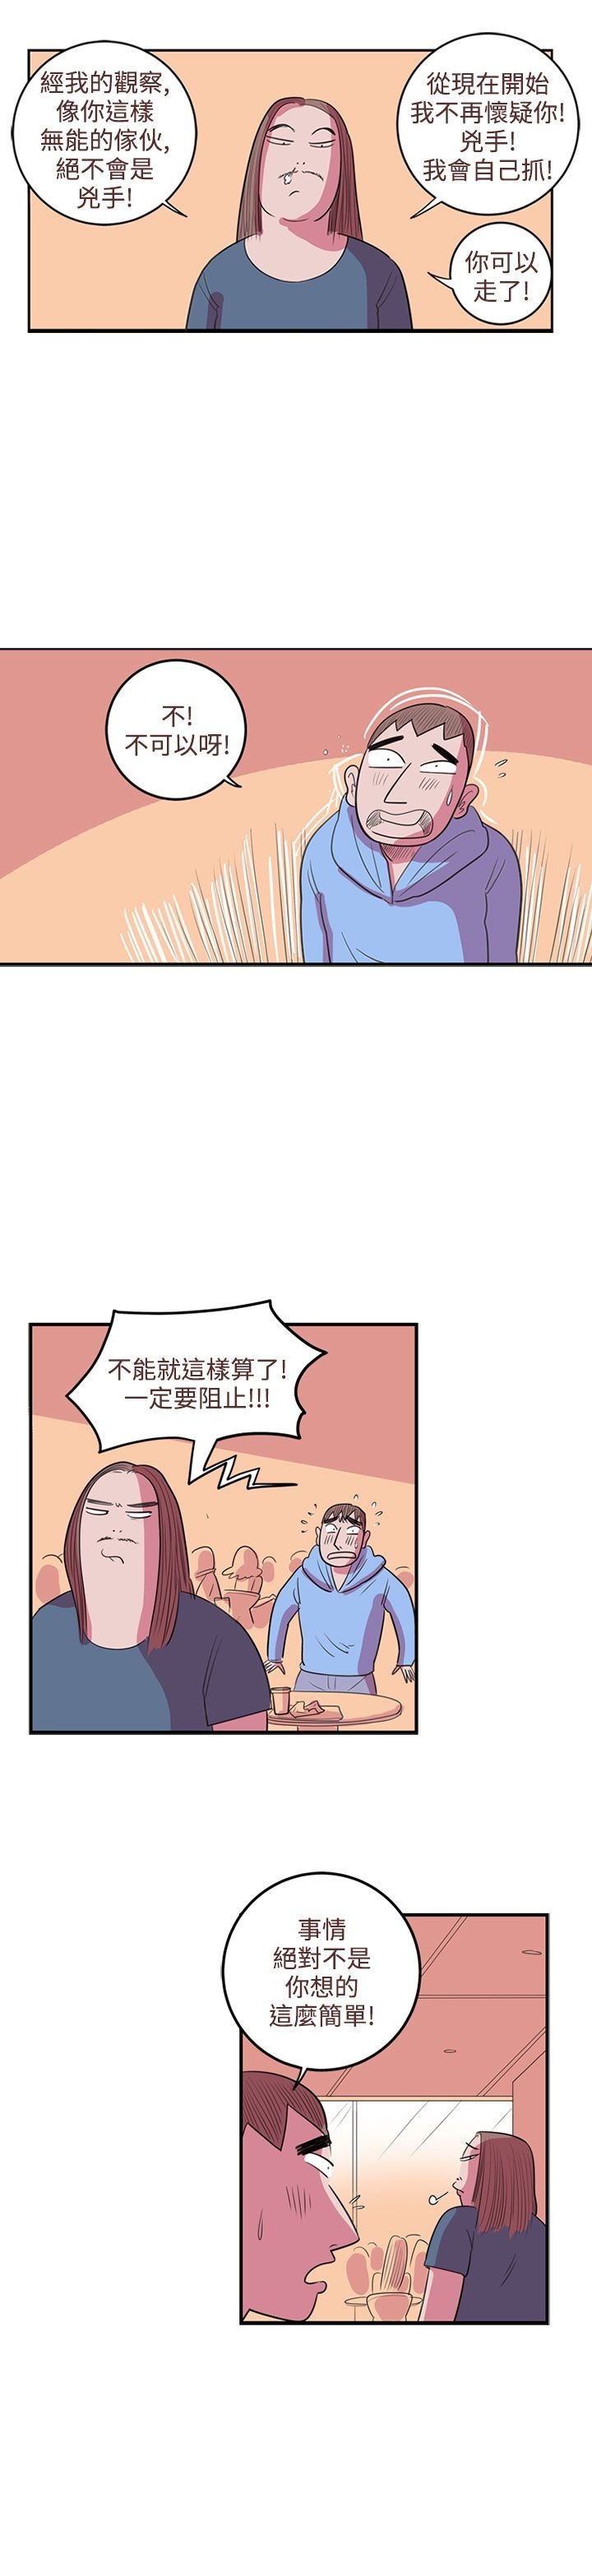 經我的觀察,
像你這樣
無能的傢伙,
絕不會是
兇手!
從現在開始
我不再懷疑你!
兇手!
我會自己抓!
你可以
走了!
不!
不可以呀!
不能就這樣算了!
一定要阻止!!!
事情
絕對不是
你想的
這麼簡單!